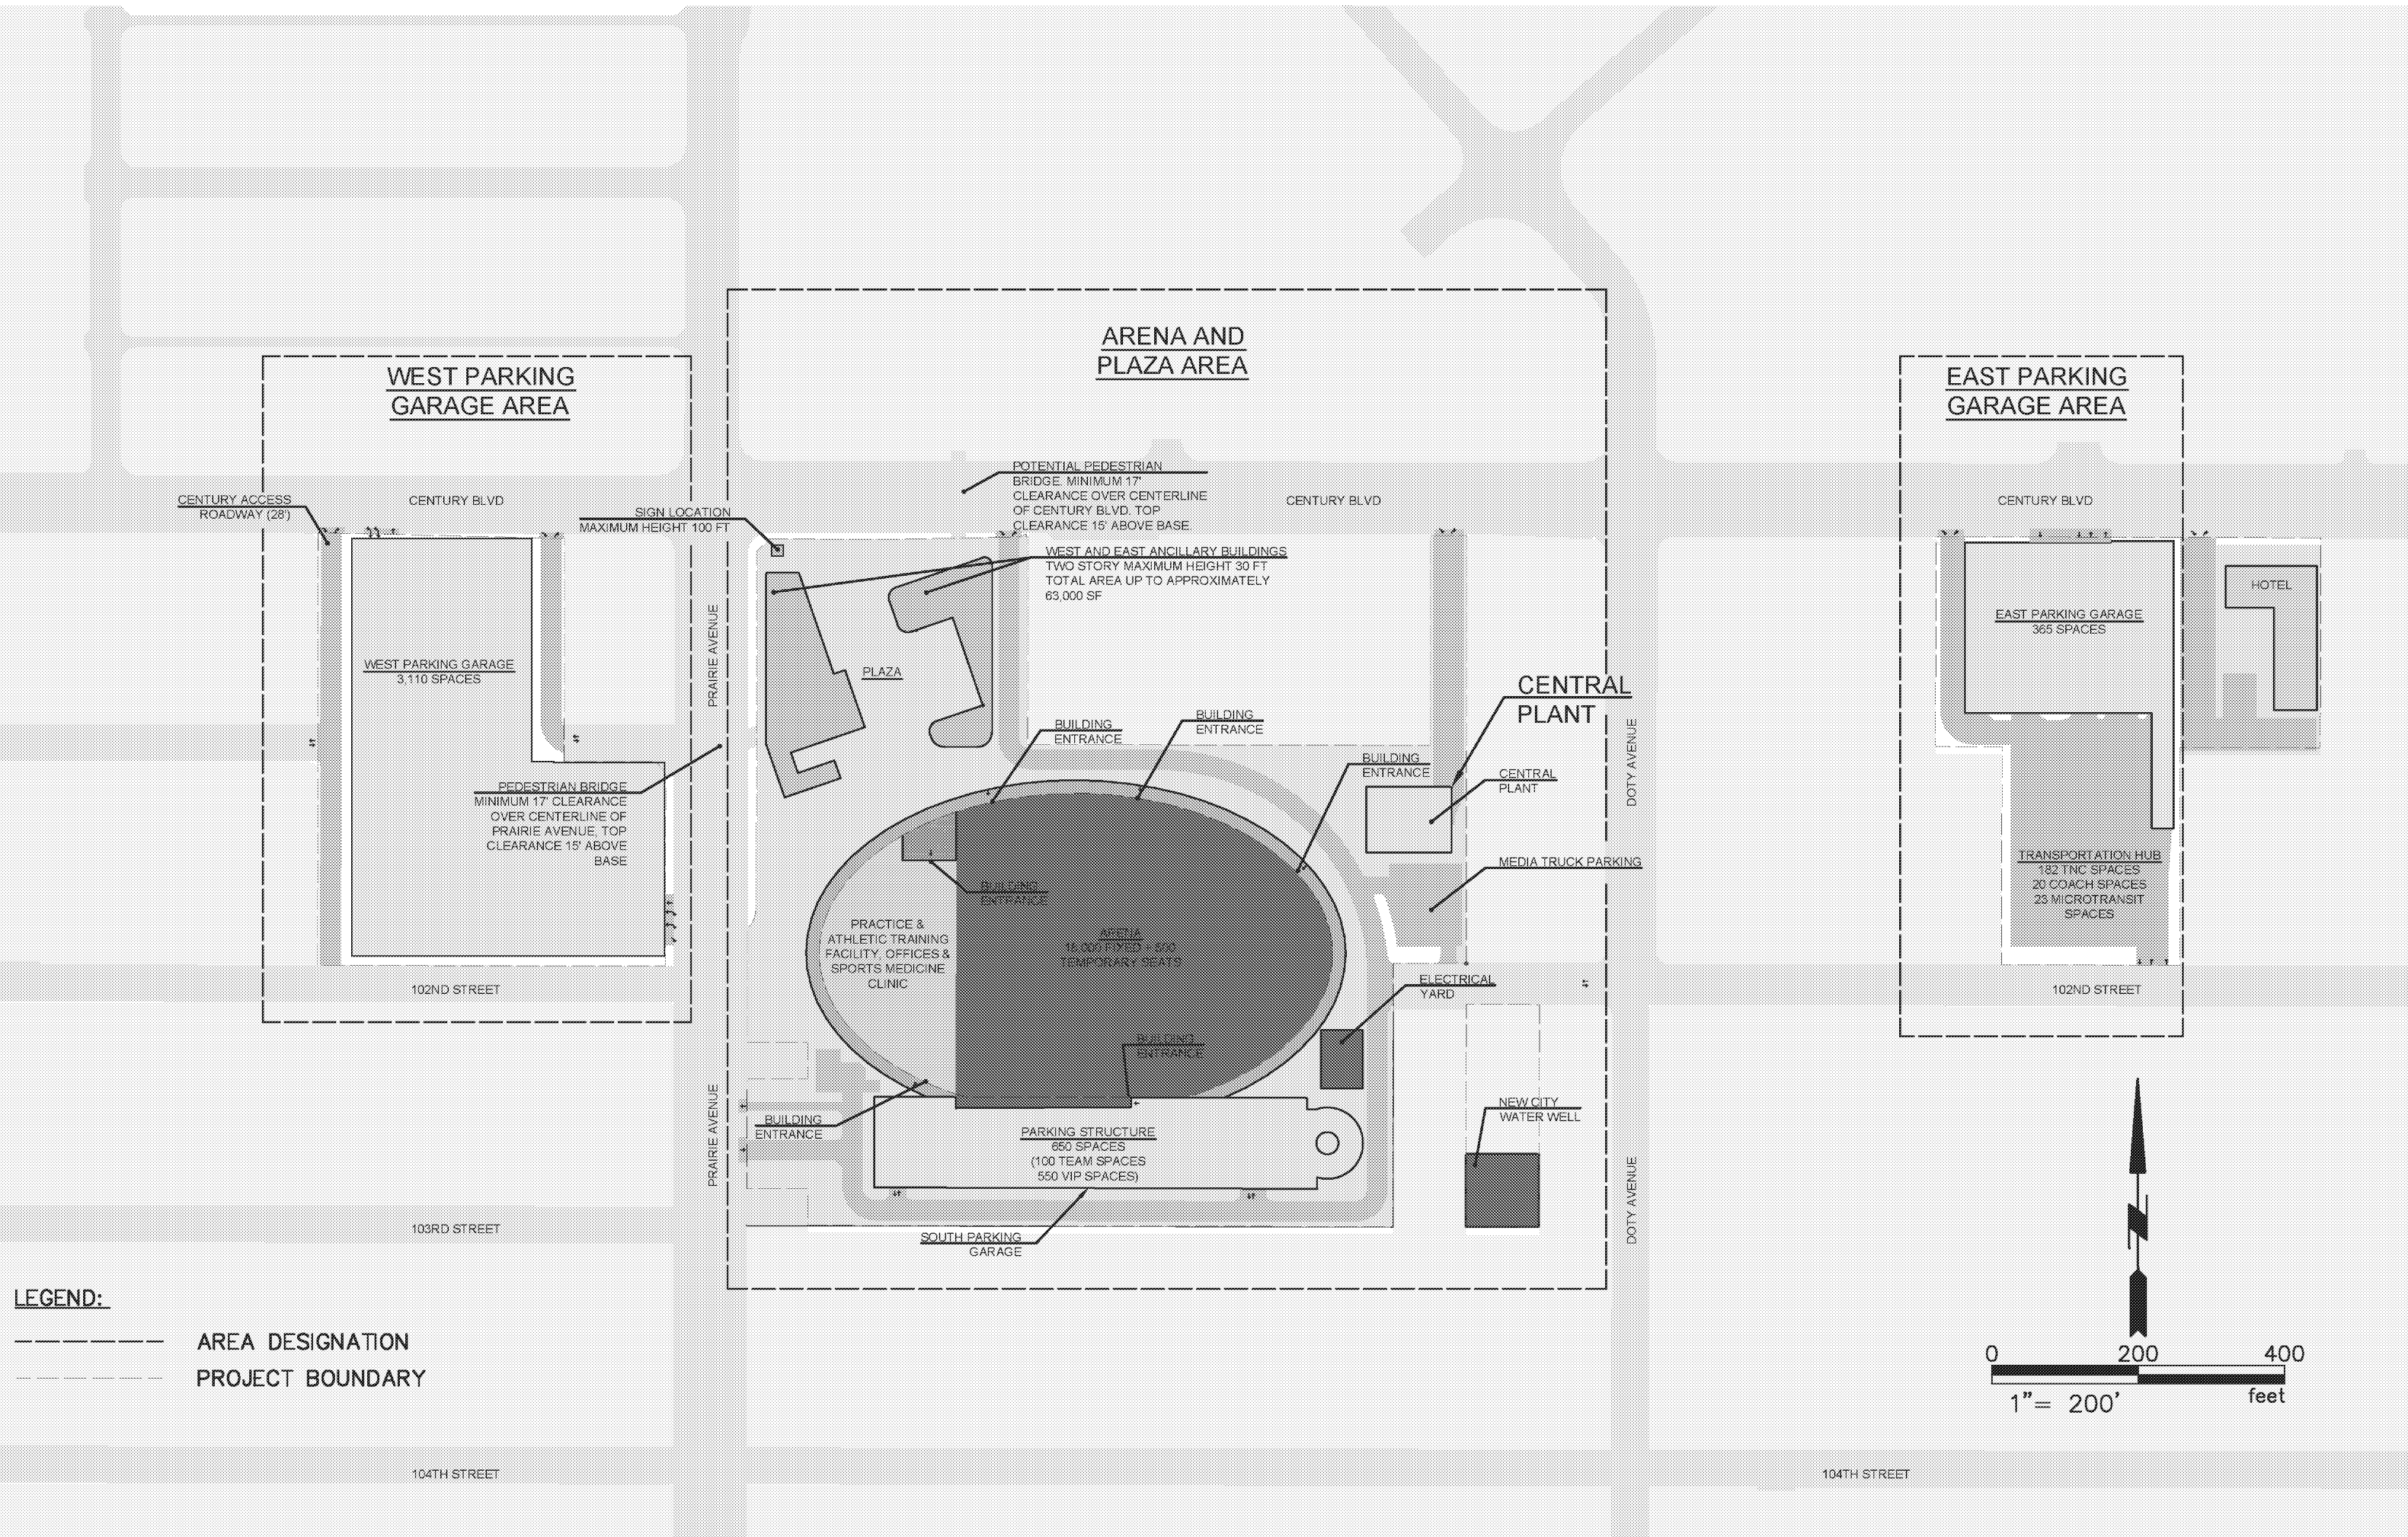 ARENA AND
PLAZA AREA
WEST PARKING
GARAGE AREA
EAST PARKING
GARAGE AREA
CENTURY ACCESS
ROADWAY (28')
CENTURY BLVD
SIGN LOCATION
MAXIMUM HEIGHT 100 FT
POTENTIAL PEDESTRIAN
BRIDGE. MINIMUM 17'
CLEARANCE OVER CENTERLINE
OF CENTURY BLVD. TOP
CLEARANCE 15' ABOVE BASE.
CENTURY BLVD
CENTURY BLVD
WEST AND EAST ANCILLARY BUILDINGS
TWO STORY MAXIMUM HEIGHT 30 FT
TOTAL AREA UP TO APPROXIMATELY
63,000 SF
HOTEL
EAST PARKING GARAGE
365 SPACES
WEST PARKING GARAGE
3,110 SPACES
PRAIRIE AVENUE
PLAZA
CENTRAL
PLANT
BUILDING
ENTRANCE
BUILDING
ENTRANCE
BUILDING
ENTRANCE
CENTRAL
PLANT
DOTY AVENUE
PEDESTRIAN BRIDGE
MINIMUM 17' CLEARANCE
OVER CENTERLINE OF
PRAIRIE AVENUE, TOP
CLEARANCE 15' ABOVE
BASE
MEDIA TRUCK PARKING
TRANSPORTATION HUB
182 TNC SPACES
20 COACH SPACES
23 MICROTRANSIT
SPACES
BUILDING
ENTRANCE
PRACTICE &
ATHLETIC TRAINING
FACILITY, OFFICES &
SPORTS MEDICINE
CLINIC
ARENA
18,000 FIXED + 500
TEMPORARY SEATS
102ND STREET
ELECTRICAL
YARD
102ND STREET
BUILDING
ENTRANCE
PRAIRIE AVENUE
BUILDING
ENTRANCE
PARKING STRUCTURE
650 SPACES
(100 TEAM SPACES
550 VIP SPACES)
NEW CITY
WATER WELL
DOTY AVENUE
103RD STREET
SOUTH PARKING
GARAGE
N
LEGEND:
AREA DESIGNATION
PROJECT BOUNDARY
0 200 400
feet
1"= 200'
104TH STREET
104TH STREET